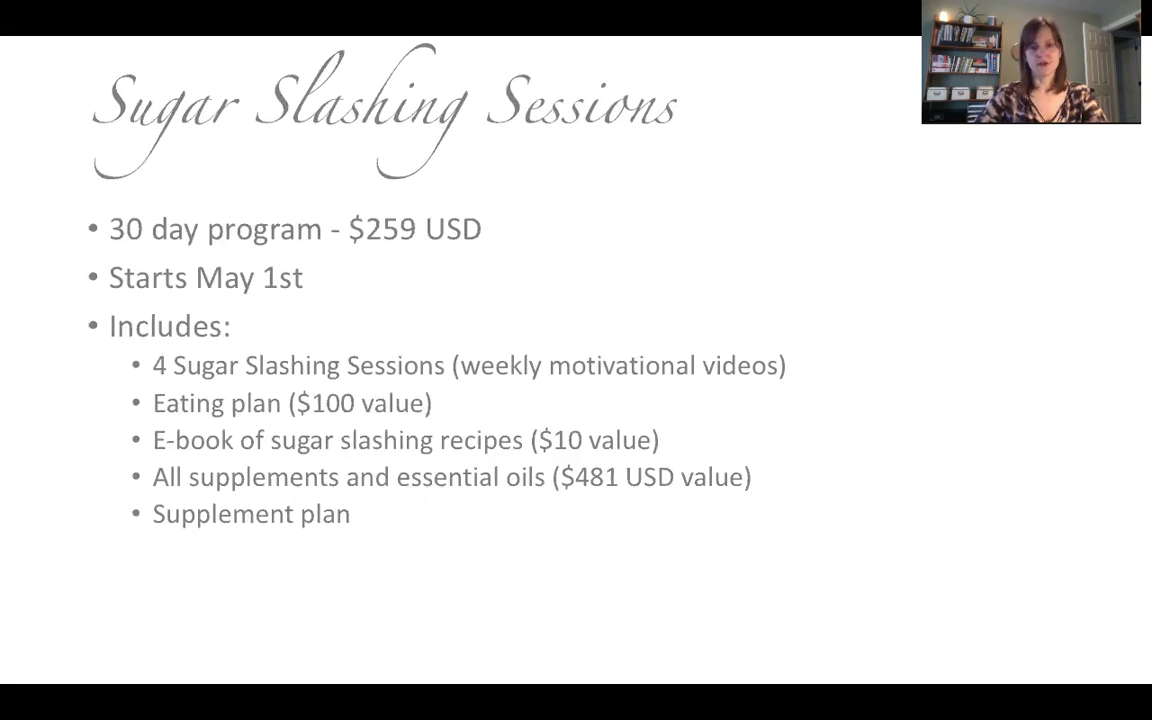 Sugar Slashing Sessions
• 30 day program - $259 USD
• Starts May 1st
• Includes:
• 4 Sugar Slashing Sessions (weekly motivational videos)
• Eating plan ($100 value)
• E-book of sugar slashing recipes ($10 value)
• All supplements and essential oils ($481 USD value)
• Supplement plan